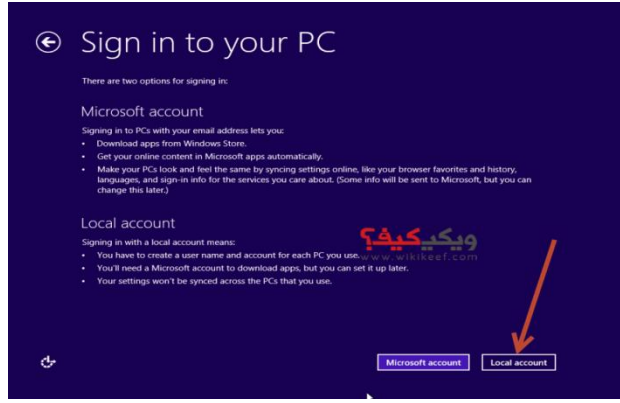 Sign in to your PC
There are two options for signing in:
Microsoft account
Signing in to PCs with your email address lets you:
• Download apps from Windows Store.
• Get your online content in Microsoft apps automatically.
• Make your PCs look and feel the same by syncing settings online, like your browser favorites and history,
languages, and sign-in info for the services you care about. (Some info will be sent to Microsoft, but you can
change this later.)
Local account
ويكيكيف؟
Signing in with a local account means:
• You have to create a user name and account for each PC you use.
www.wikikeef.com
• You'll need a Microsoft account to download apps, but you can set it up later.
• Your settings won't be synced across the PCs that you use.
Microsoft account
Local account